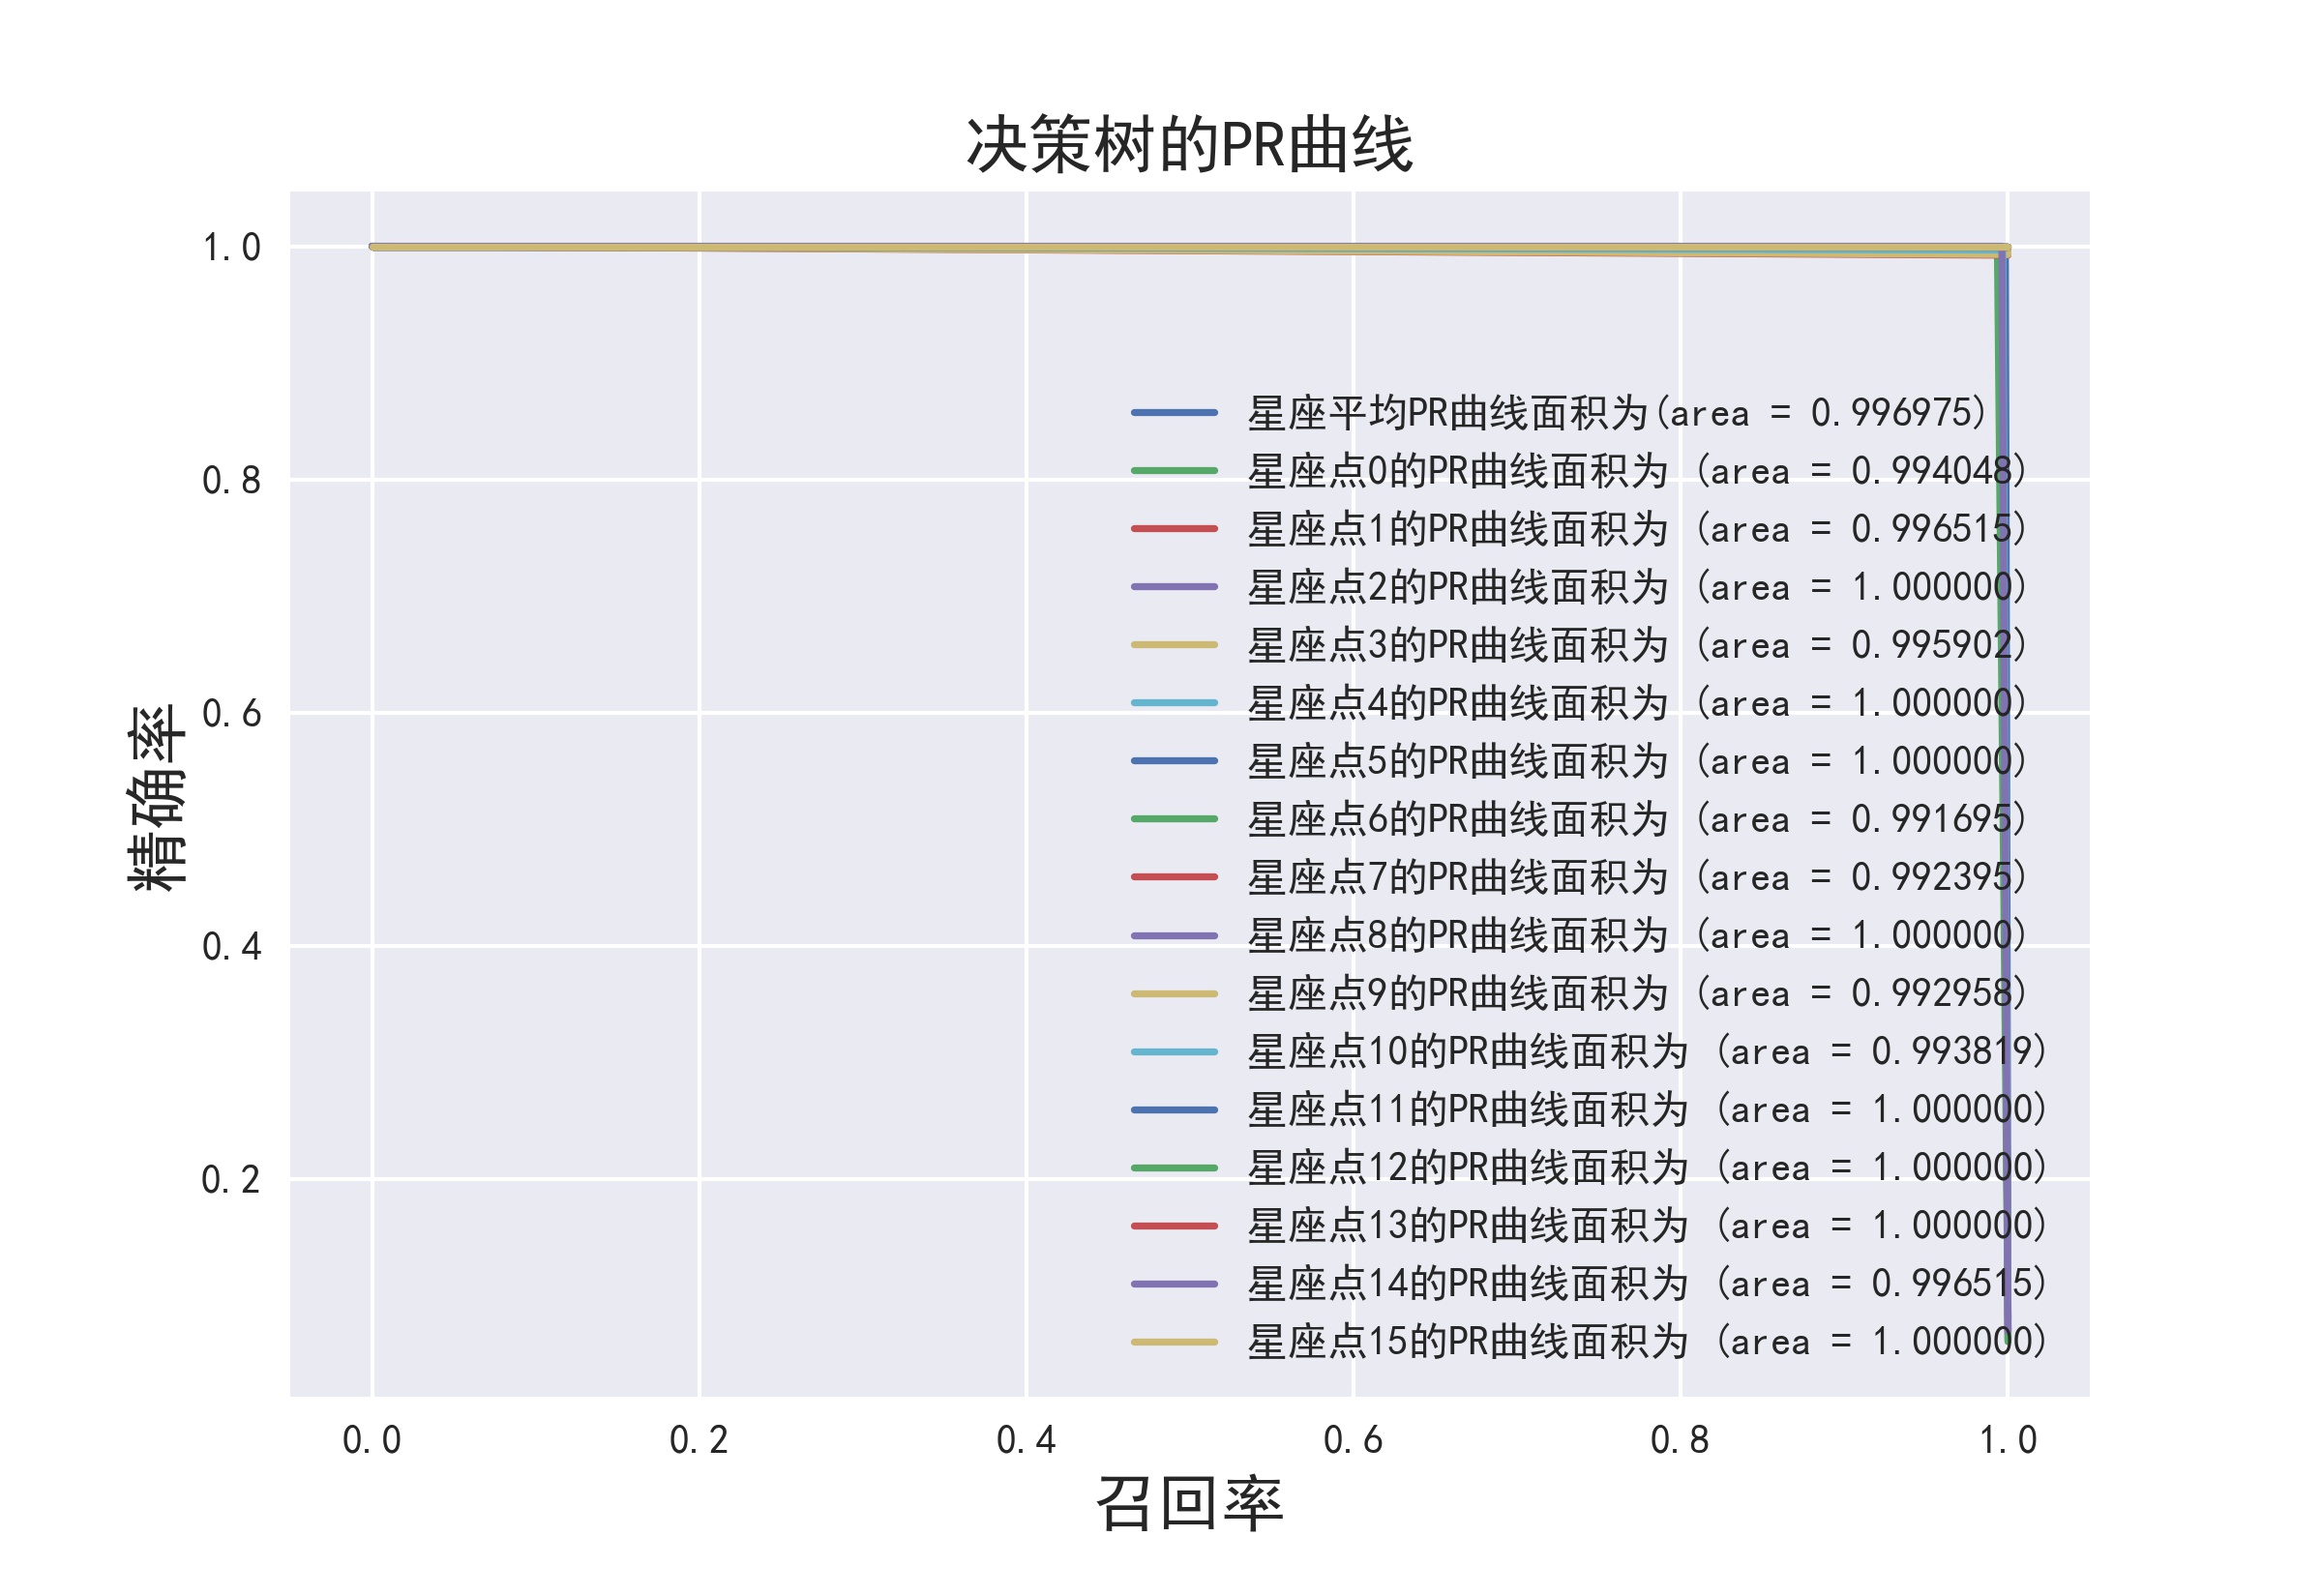 决策树的PR曲线
1.0
0.8
0.6
0.4
0.2
精确率
星座平均PR曲线面积为(area = 0.996975)
星座点0的PR曲线面积为 (area = 0.994048)
星座点1的PR曲线面积为 (area = 0.996515)
星座点2的PR曲线面积为 (area = 1.000000)
星座点3的PR曲线面积为 (area = 0.995902)
星座点4的PR曲线面积为 (area = 1.000000)
星座点5的PR曲线面积为 (area = 1.000000)
星座点6的PR曲线面积为 (area = 0.991695)
星座点7的PR曲线面积为 (area = 0.992395)
星座点8的PR曲线面积为 (area = 1.000000)
星座点9的PR曲线面积为 (area = 0.992958)
星座点10的PR曲线面积为 (area = 0.993819)
星座点11的PR曲线面积为 (area = 1.000000)
星座点12的PR曲线面积为 (area = 1.000000)
星座点13的PR曲线面积为 (area = 1.000000)
星座点14的PR曲线面积为 (area = 0.996515)
星座点15的PR曲线面积为 (area = 1.000000)
0.0 0.2 0.4 0.6 0.8 1.0
召回率